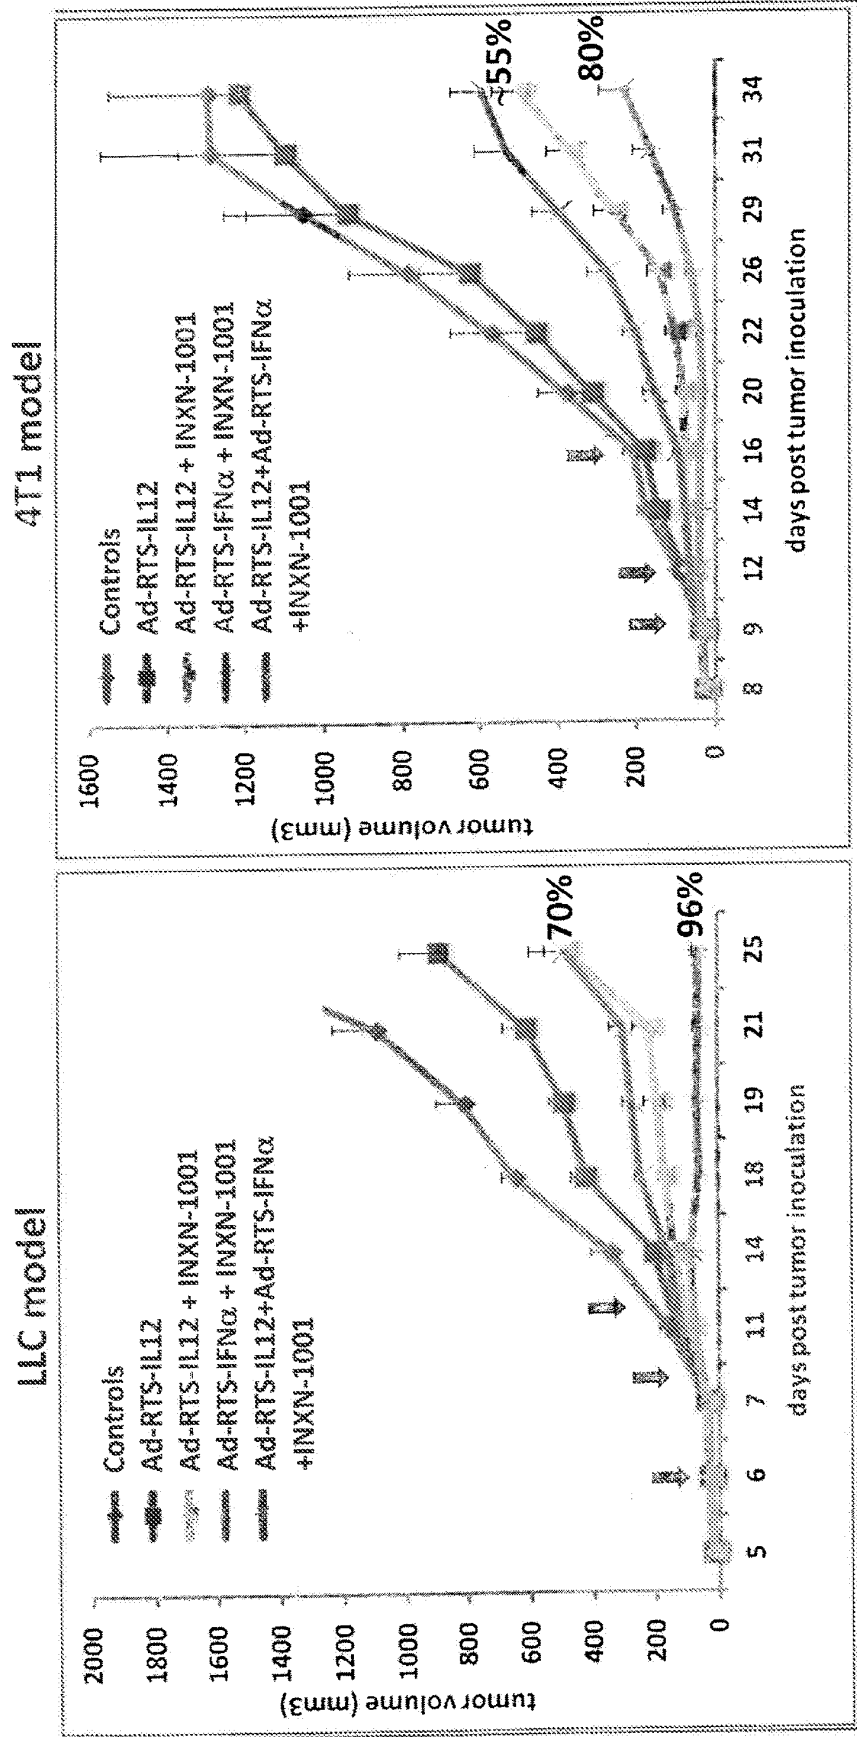 LLC model
Controls
Ad-RTS-IL12
Ad-RTS-IL12 + INXN-1001
Ad-RTS-IFNα + INXN-1001
Ad-RTS-IL12+Ad-RTS-IFNα
+INXN-1001
2000
1800
1600
1400
1200
1000
800
600
400
200
0
tumor volume (mm3)
70%
96%
5
6
7
11
14
18
19
21
25
days post tumor inoculation
4T1 model
Controls
Ad-RTS-IL12
Ad-RTS-IL12 + INXN-1001
Ad-RTS-IFNα + INXN-1001
Ad-RTS-IL12+Ad-RTS-IFNα
+INXN-1001
1600
1400
1200
1000
800
600
400
200
0
tumor volume (mm3)
~55%
80%
8
9
12
14
16
20
22
26
29
31
34
days post tumor inoculation